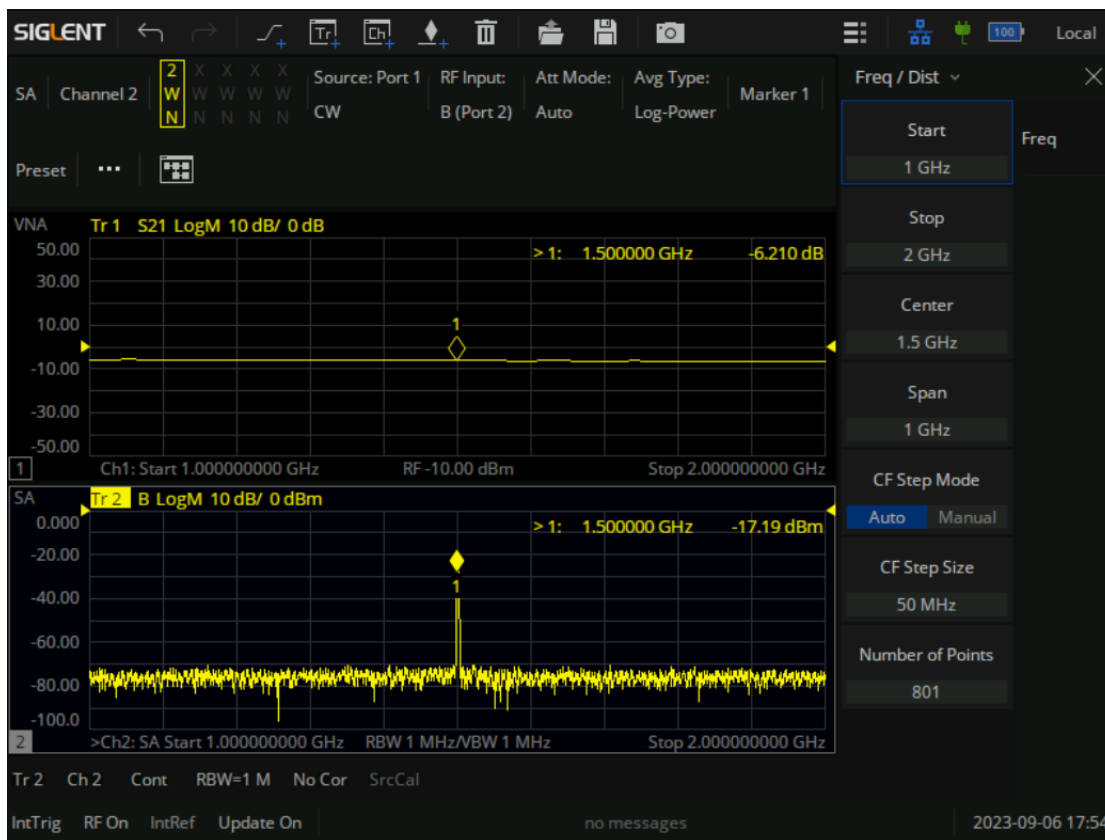 SIGLENT Tr Ch 100 Local
SA Channel 2
2 X X X X
W W W W W
N N N N N
Source: Port 1
CW
RF Input:
B (Port 2)
Att Mode:
Auto
Avg Type:
Log-Power
Marker 1
Preset ...
Freq / Dist
Start
1 GHz
Freq
Stop
2 GHz
Center
1.5 GHz
Span
1 GHz
CF Step Mode
Auto Manual
CF Step Size
50 MHz
Number of Points
801
VNA Tr 1 S21 LogM 10 dB/ 0 dB
50.00
> 1: 1.500000 GHz -6.210 dB
30.00
10.00
1
-10.00
-30.00
-50.00
1 Ch1: Start 1.000000000 GHz RF -10.00 dBm Stop 2.000000000 GHz
SA Tr 2 B LogM 10 dB/ 0 dBm
0.000
> 1: 1.500000 GHz -17.19 dBm
-20.00
1
-40.00
-60.00
-80.00
-100.0
2 >Ch2: SA Start 1.000000000 GHz RBW 1 MHz/VBW 1 MHz Stop 2.000000000 GHz
Tr 2 Ch 2 Cont RBW=1 M No Cor SrcCal
IntTrig RF On IntRef Update On no messages 2023-09-06 17:54